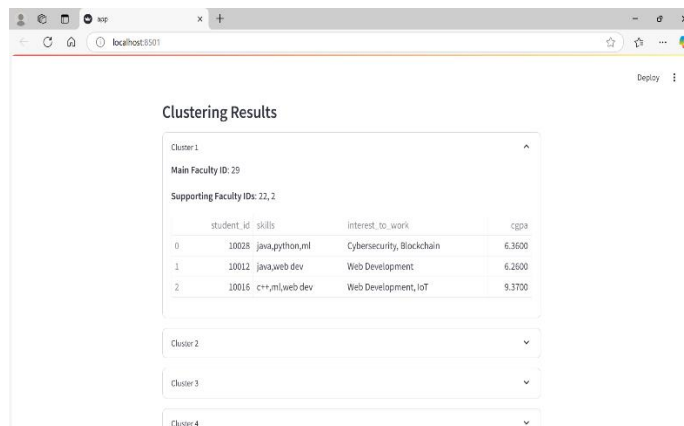 aop
localhost:8501
Deploy
Clustering Results
Cluster 1
Main Faculty ID: 29
Supporting Faculty IDs: 22, 2
student_id skills interest_to_work cgpa
0 10028 java,python,ml Cybersecurity, Blockchain 6.3600
1 10012 java,web dev Web Development 6.2600
2 10016 c++,ml,web dev Web Development, IoT 9.3700
Cluster 2
Cluster 3
Cluster 4